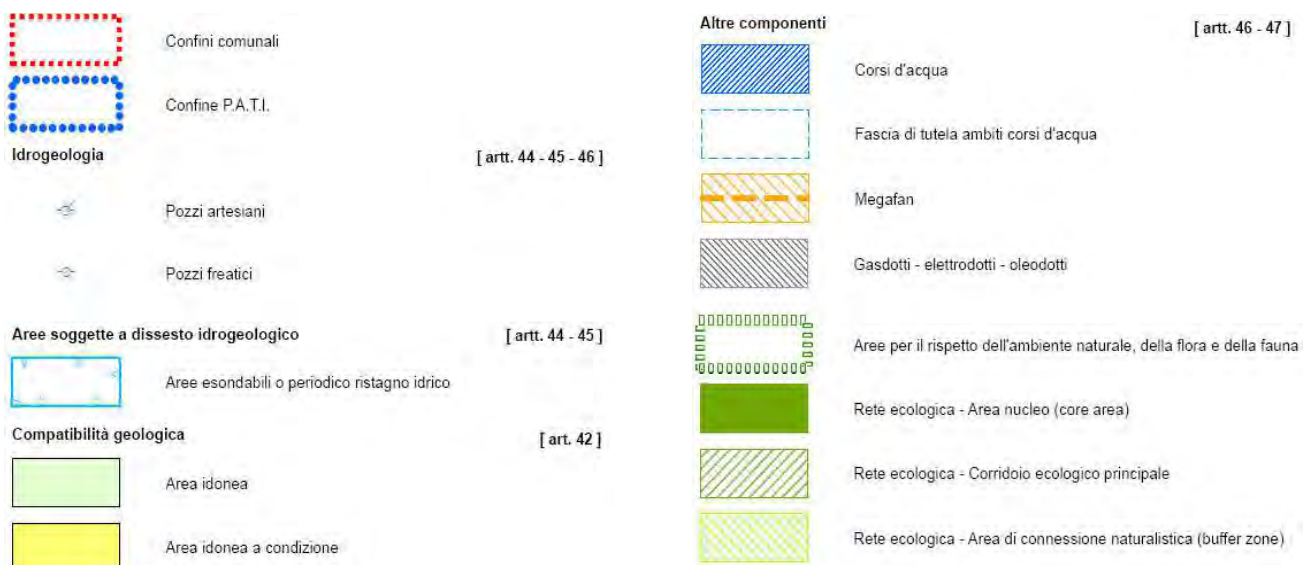 Confini comunali
Confine P.A.T.I.
Idrogeologia [ artt. 44 - 45 - 46 ]
Pozzi artesiani
Pozzi freatici
Aree soggette a dissesto idrogeologico [ artt. 44 - 45 ]
Aree esondabili o periodico ristagno idrico
Compatibilità geologica [ art. 42 ]
Area idonea
Area idonea a condizione
Altre componenti [ artt. 46 - 47 ]
Corsi d'acqua
Fascia di tutela ambiti corsi d'acqua
Megafan
Gasdotti - elettrodotti - oleodotti
Aree per il rispetto dell'ambiente naturale, della flora e della fauna
Rete ecologica - Area nucleo (core area)
Rete ecologica - Corridoio ecologico principale
Rete ecologica - Area di connessione naturalistica (buffer zone)